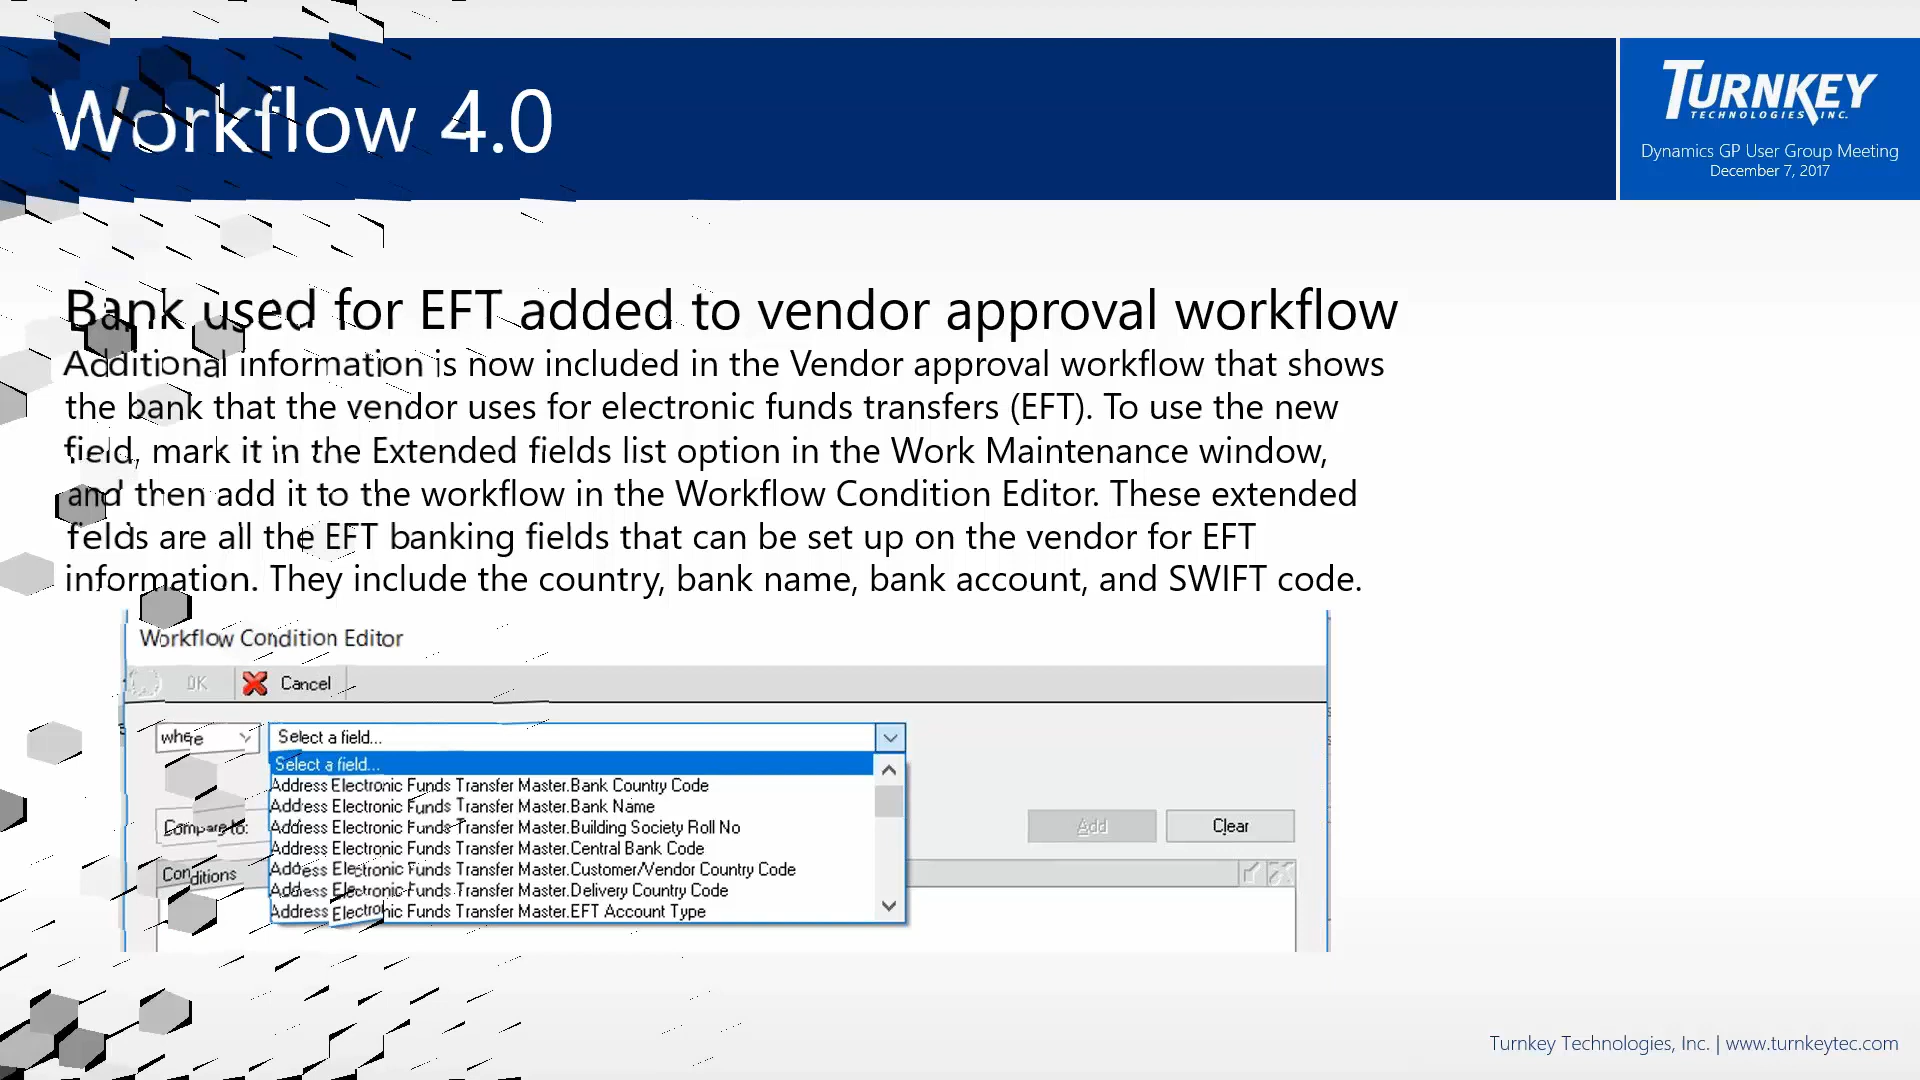 Workflow 4.0
TURNKEY
TECHNOLOGIES, INC.
Dynamics GP User Group Meeting
December 7, 2017
Bank used for EFT added to vendor approval workflow
Additional information is now included in the Vendor approval workflow that shows
the bank that the vendor uses for electronic funds transfers (EFT). To use the new
field, mark it in the Extended fields list option in the Work Maintenance window,
and then add it to the workflow in the Workflow Condition Editor. These extended
fields are all the EFT banking fields that can be set up on the vendor for EFT
information. They include the country, bank name, bank account, and SWIFT code.
Workflow Condition Editor
OK Cancel
where Select a field...
Select a field...
Address Electronic Funds Transfer Master.Bank Country Code
Address Electronic Funds Transfer Master.Bank Name
Address Electronic Funds Transfer Master.Building Society Roll No
Address Electronic Funds Transfer Master.Central Bank Code
Address Electronic Funds Transfer Master.Customer/Vendor Country Code
Address Electronic Funds Transfer Master.Delivery Country Code
Address Electronic Funds Transfer Master.EFT Account Type
Compare to:
Add Clear
Conditions
Turnkey Technologies, Inc. | www.turnkeytec.com